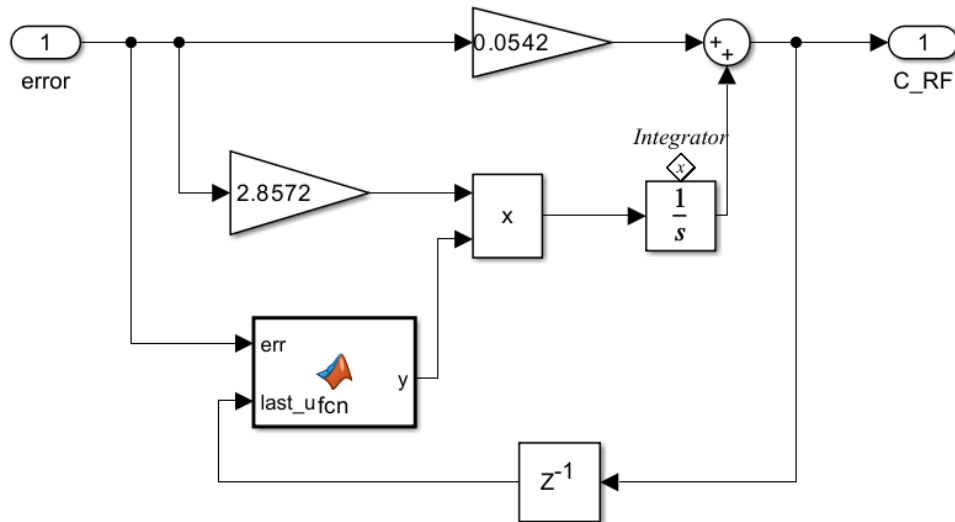 1
error
0.0542
+
+
1
C_RF
Integrator
x
1
s
2.8572
x
err
last_u
fcn
y
Z-1